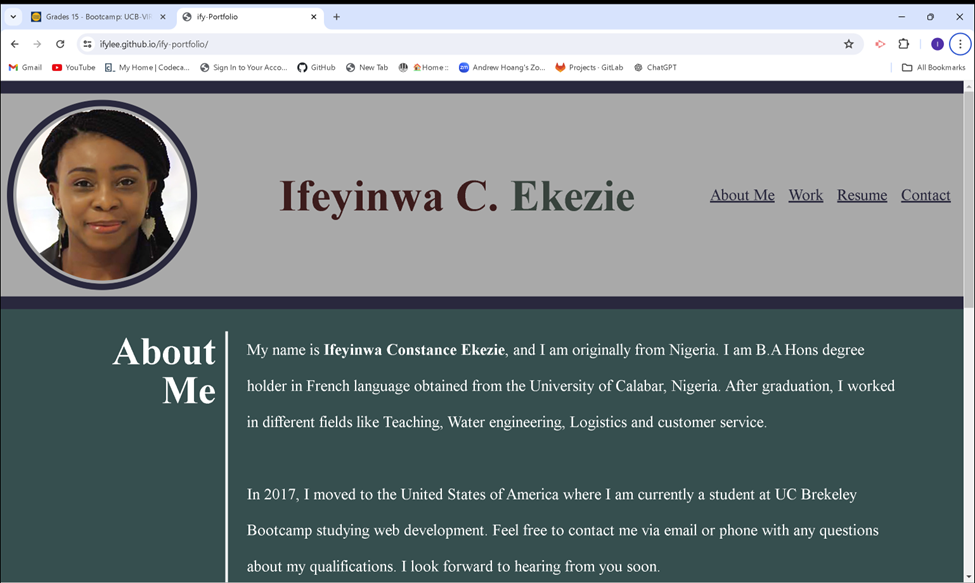 Grades 15 - Bootcamp: UCB-VIR
ify-Portfolio
ifylee.github.io/ify-portfolio/
Gmail YouTube My Home | Codeca... Sign In to Your Acco... GitHub New Tab Home :: Andrew Hoang's Zo... Projects · GitLab ChatGPT All Bookmarks
Ifeyinwa C. Ekezie
About Me Work Resume Contact
About
Me
My name is Ifeyinwa Constance Ekezie, and I am originally from Nigeria. I am B.A Hons degree
holder in French language obtained from the University of Calabar, Nigeria. After graduation, I worked
in different fields like Teaching, Water engineering, Logistics and customer service.
In 2017, I moved to the United States of America where I am currently a student at UC Brekeley
Bootcamp studying web development. Feel free to contact me via email or phone with any questions
about my qualifications. I look forward to hearing from you soon.